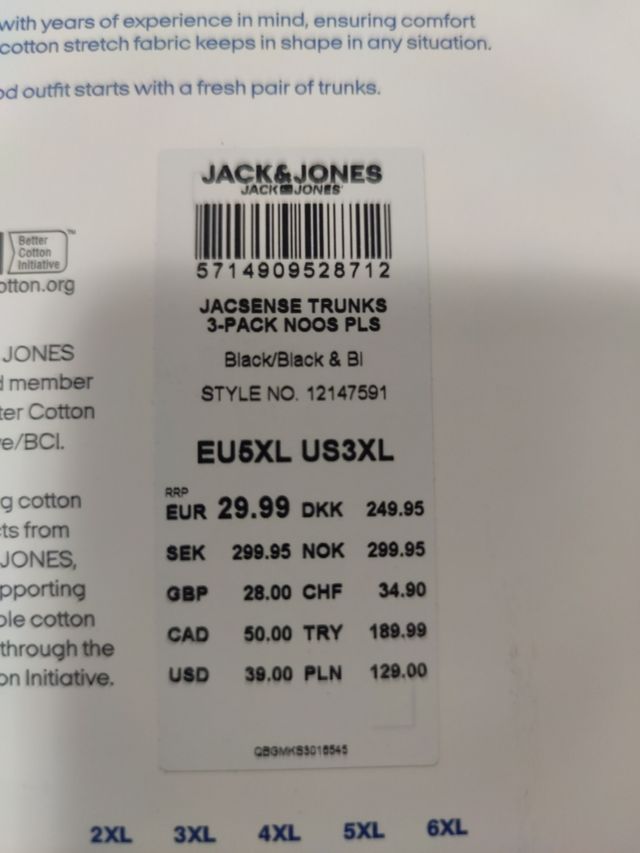 with years of experience in mind, ensuring comfort
cotton stretch fabric keeps in shape in any situation.
od outfit starts with a fresh pair of trunks.
JACK&JONES
JACK JONES
Better
Cotton
Initiative
™
otton.org
5714909528712
JACSENSE TRUNKS
3-PACK NOOS PLS
Black/Black & Bl
STYLE NO. 12147591
JONES
d member
ter Cotton
e/BCI.
EU5XL US3XL
g cotton
ts from
JONES,
pporting
ble cotton
through the
on Initiative.
RRP
EUR 29.99 DKK 249.95
SEK 299.95 NOK 299.95
GBP 28.00 CHF 34.90
CAD 50.00 TRY 189.99
USD 39.00 PLN 129.00
QBGMKS3016545
2XL 3XL 4XL 5XL 6XL